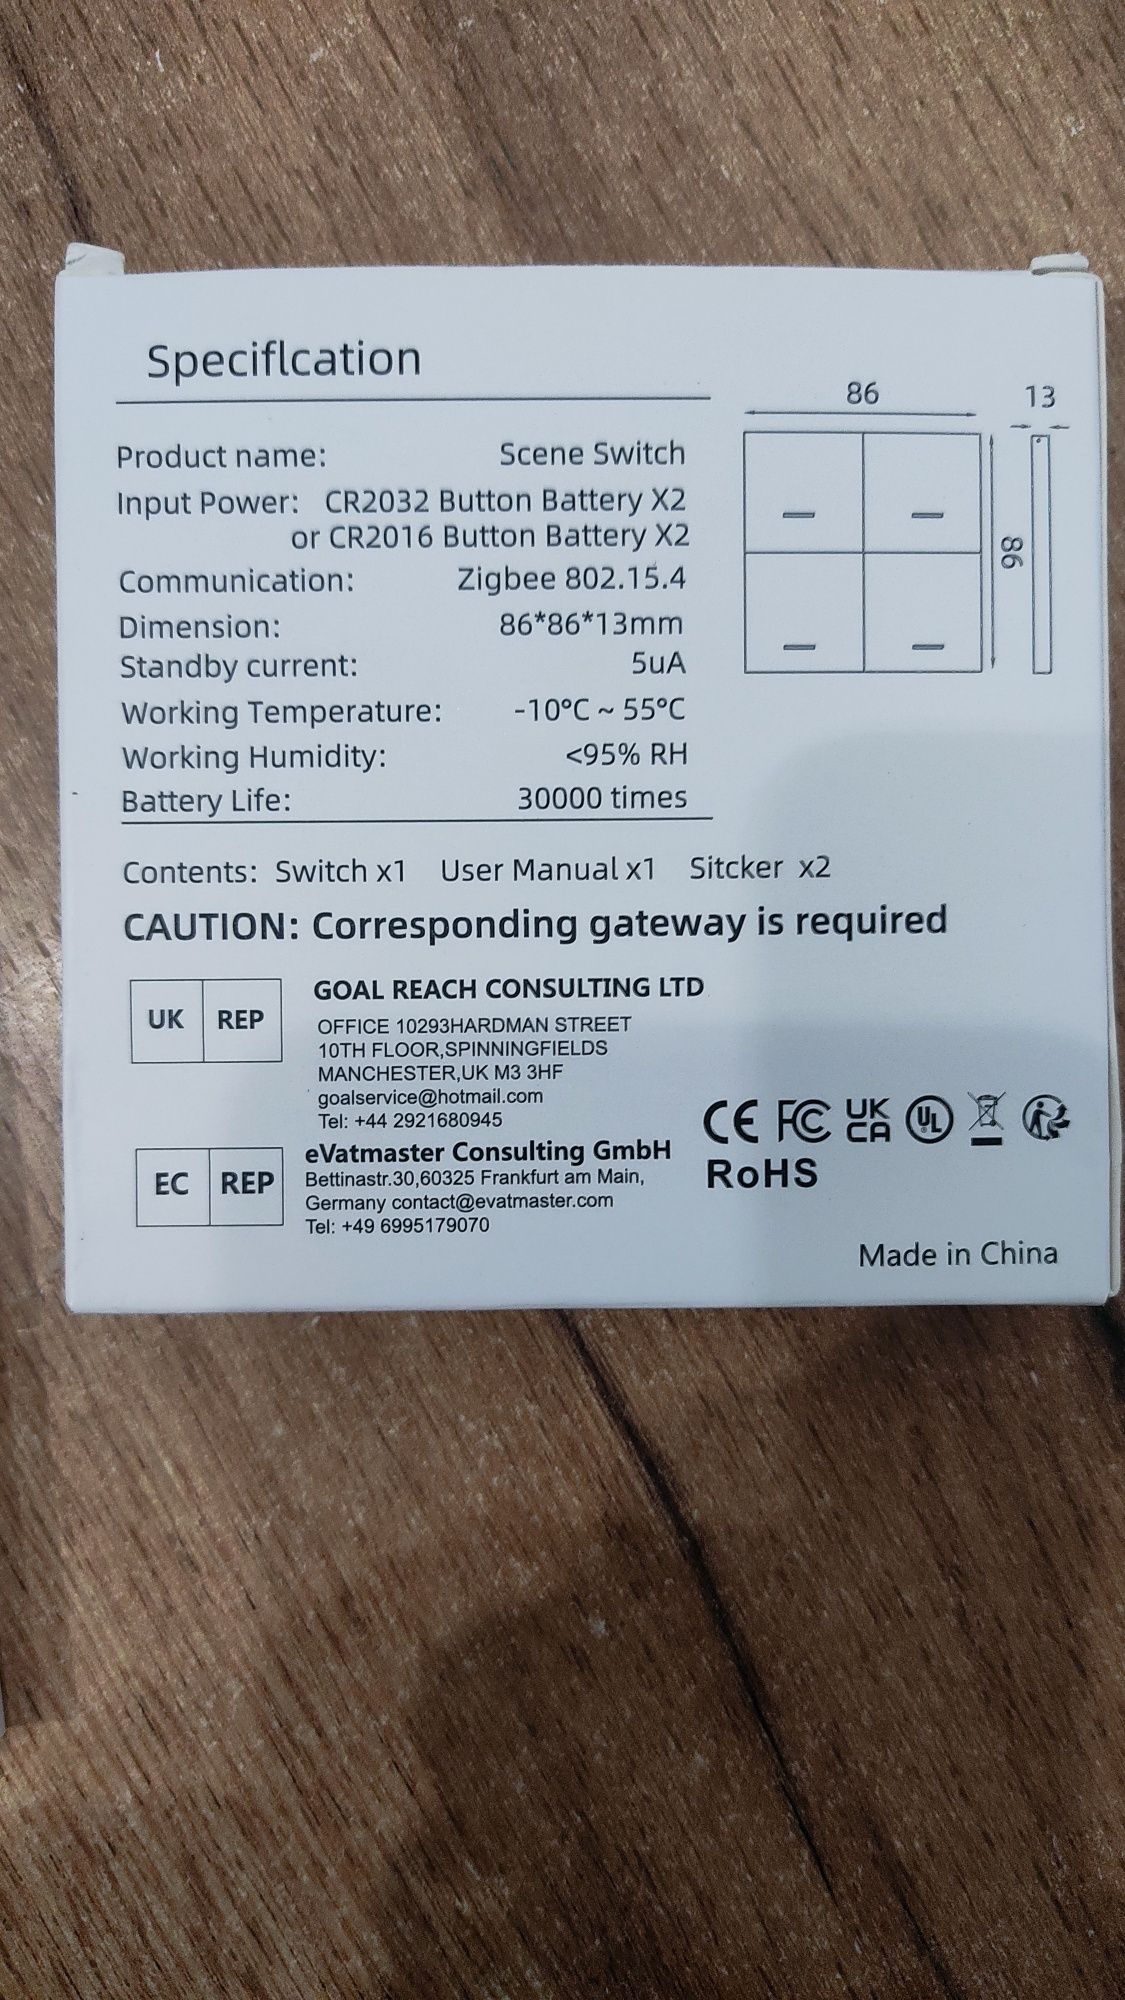 Speciflcation
Product name: Scene Switch
Input Power: CR2032 Button Battery X2
or CR2016 Button Battery X2
Communication: Zigbee 802.15.4
Dimension: 86*86*13mm
Standby current: 5uA
Working Temperature: -10°C ~ 55°C
Working Humidity: <95% RH
Battery Life: 30000 times
86
13
86
Contents: Switch x1 User Manual x1 Sitcker x2
CAUTION: Corresponding gateway is required
UK REP
GOAL REACH CONSULTING LTD
OFFICE 10293HARDMAN STREET
10TH FLOOR,SPINNINGFIELDS
MANCHESTER,UK M3 3HF
goalservice@hotmail.com
Tel: +44 2921680945
EC REP
eVatmaster Consulting GmbH
Bettinastr.30,60325 Frankfurt am Main,
Germany contact@evatmaster.com
Tel: +49 6995179070
CE FC UK CA UL
RoHS
Made in China